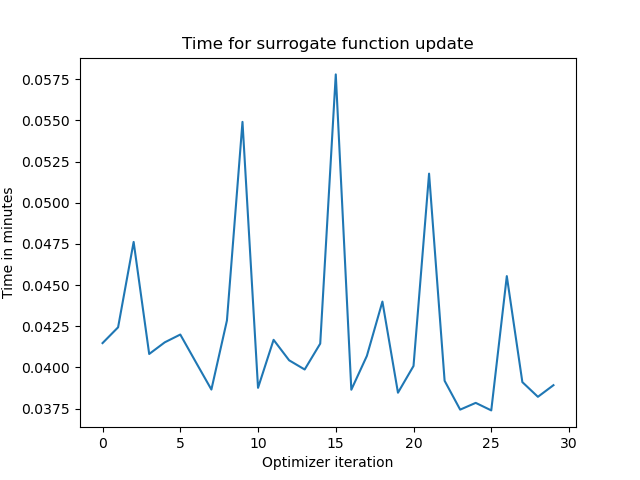 Time for surrogate function update
0.0575
0.0550
0.0525
0.0500
0.0475
0.0450
0.0425
0.0400
0.0375
Time in minutes
0 5 10 15 20 25 30
Optimizer iteration